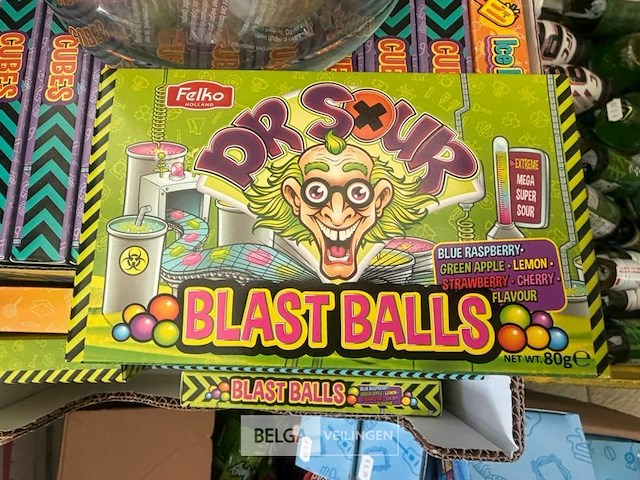 CUBES
CUBES
CUBES
CUBES
Felko
HOLLAND
DR SOUR
EXTREME
MEGA
SUPER
SOUR
BLUE RASPBERRY·
GREEN APPLE · LEMON·
STRAWBERRY · CHERRY·
FLAVOUR
BLAST BALLS
NET WT. 80g℮
BLAST BALLS
BELGA VEILINGEN